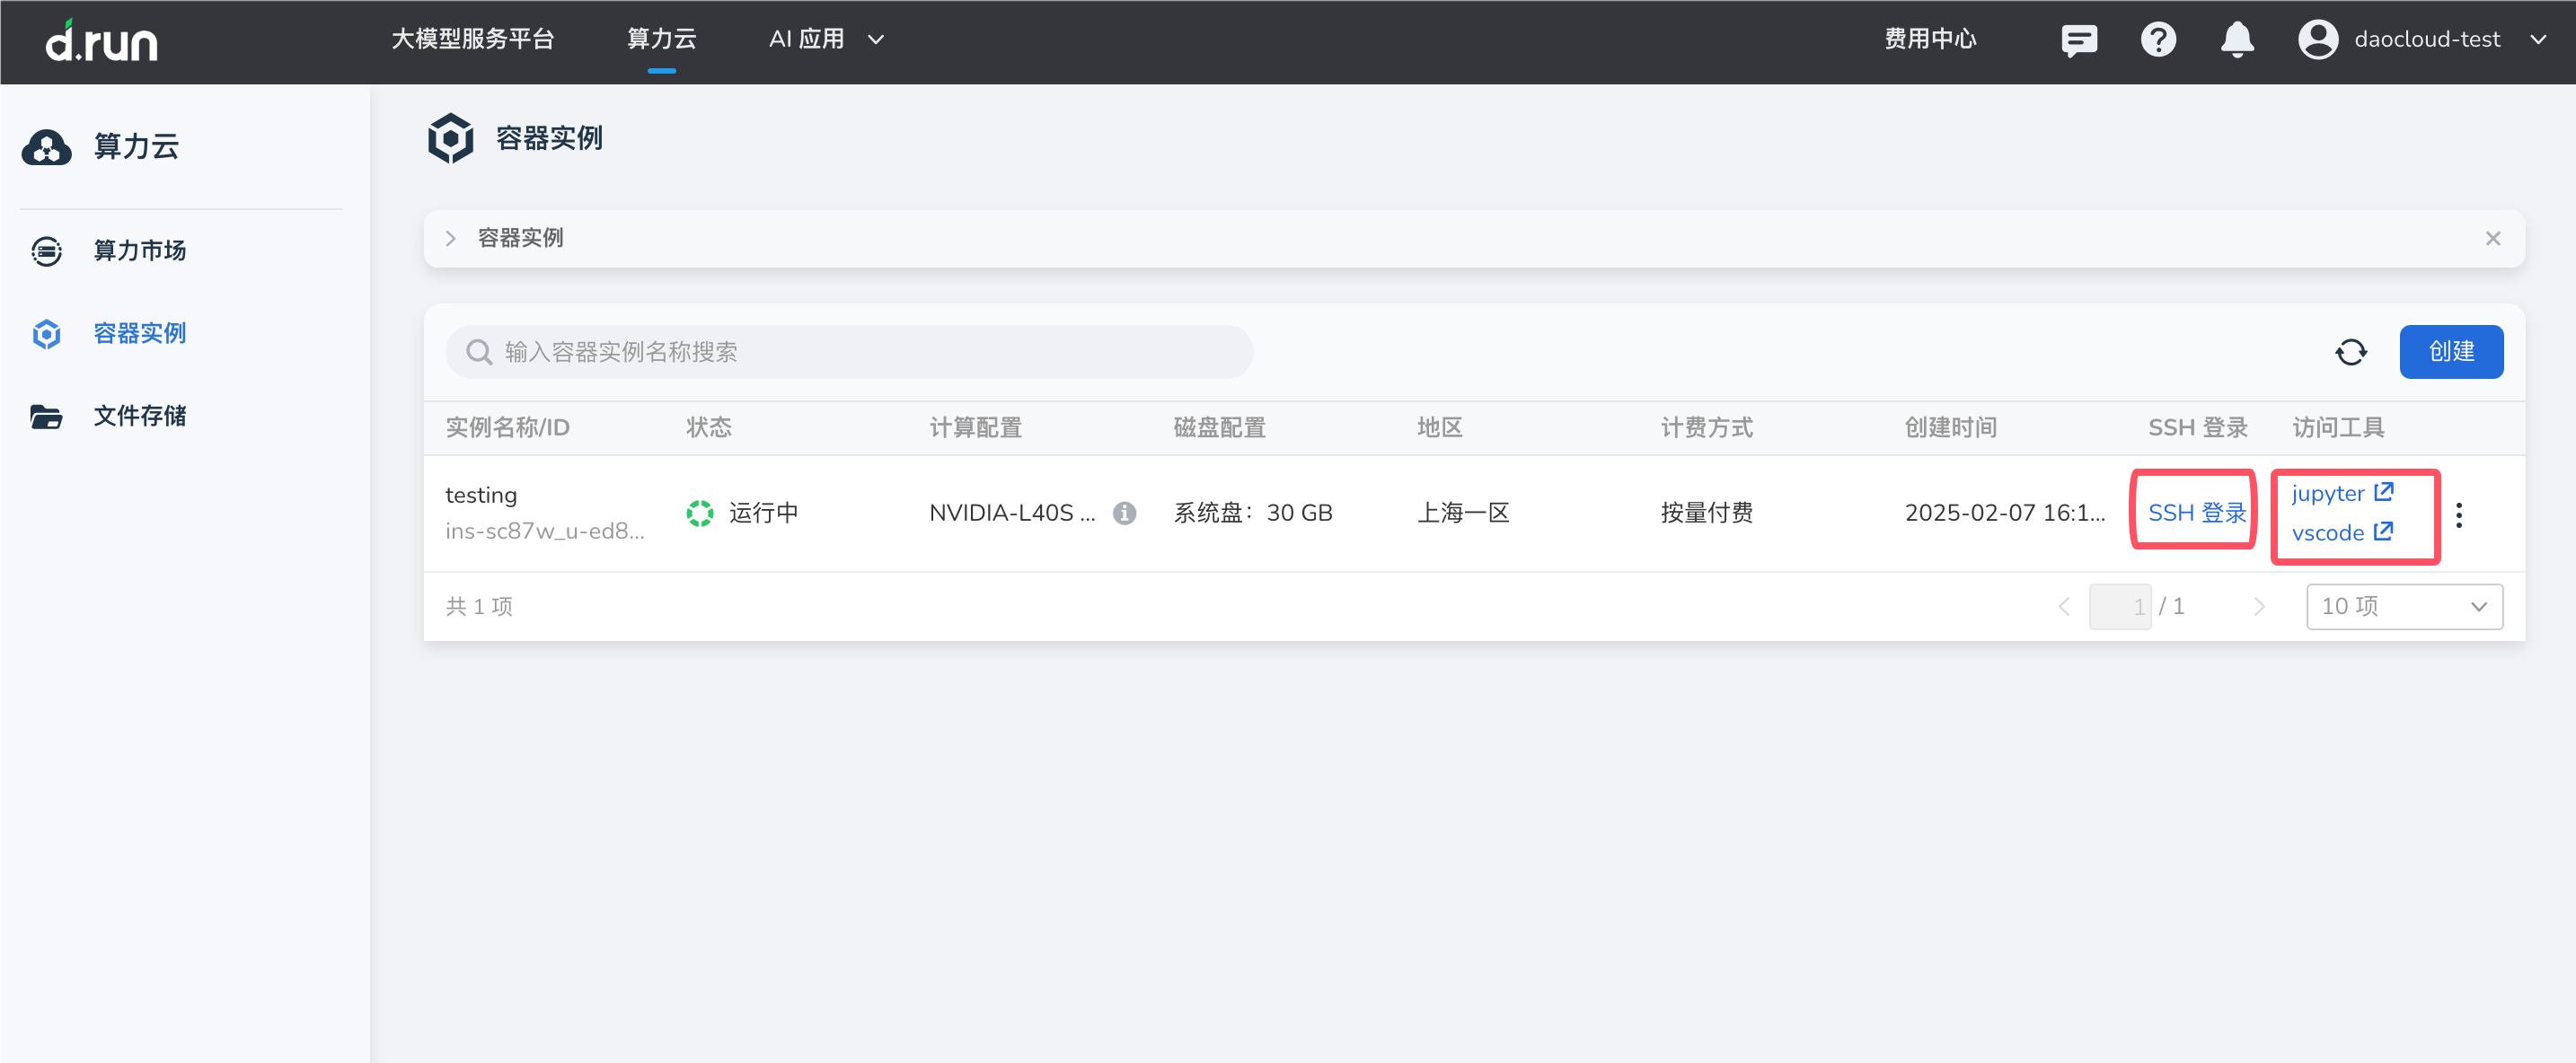 d.run
大模型服务平台
算力云
AI 应用
费用中心
daocloud-test
算力云
算力市场
容器实例
文件存储
容器实例
容器实例
输入容器实例名称搜索
创建
实例名称/ID 状态 计算配置 磁盘配置 地区 计费方式 创建时间 SSH 登录 访问工具
testing
ins-sc87w_u-ed8...
运行中
NVIDIA-L40S ...
系统盘：30 GB
上海一区
按量付费
2025-02-07 16:1...
SSH 登录
jupyter
vscode
共 1 项
1 / 1
10 项